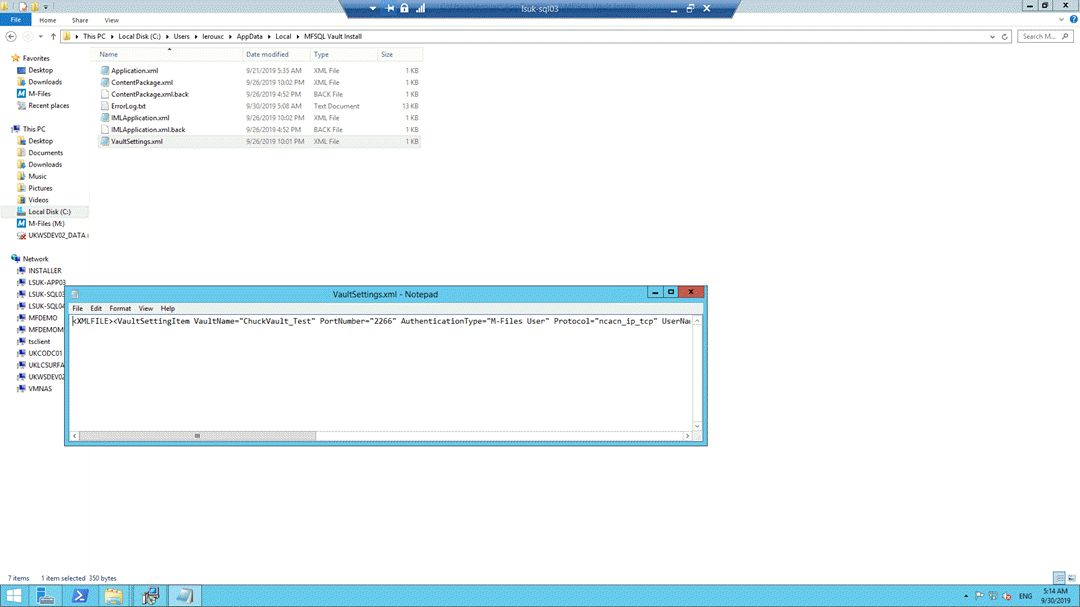 lsuk-sql03
File Home Share View
This PC Local Disk (C:) Users lerouxc AppData Local MFSQL Vault Install
Search M...
Name Date modified Type Size
Application.xml 9/21/2019 5:35 AM XML File 1 KB
ContentPackage.xml 9/26/2019 10:02 PM XML File 1 KB
ContentPackage.xml.back 9/26/2019 4:52 PM BACK File 1 KB
ErrorLog.txt 9/30/2019 5:08 AM Text Document 13 KB
IMLApplication.xml 9/26/2019 10:02 PM XML File 1 KB
IMLApplication.xml.back 9/26/2019 4:52 PM BACK File 1 KB
VaultSettings.xml 9/26/2019 10:01 PM XML File 1 KB
Favorites
Desktop
Downloads
M-Files
Recent places
This PC
Desktop
Documents
Downloads
Music
Pictures
Videos
Local Disk (C:)
M-Files (M:)
UKWSDEV02_DATA
Network
INSTALLER
LSUK-APP03
LSUK-SQL03
LSUK-SQL04
MFDEMO
MFDEMOM
tsclient
UKCODC01
UKLCSURFA
UKWSDEV02
VMNAS
VaultSettings.xml - Notepad
File Edit Format View Help
<XMLFILE><VaultSettingItem VaultName="ChuckVault_Test" PortNumber="2266" AuthenticationType="M-Files User" Protocol="ncacn_ip_tcp" UserNa
7 items 1 item selected 350 bytes
ENG
5:14 AM
9/30/2019